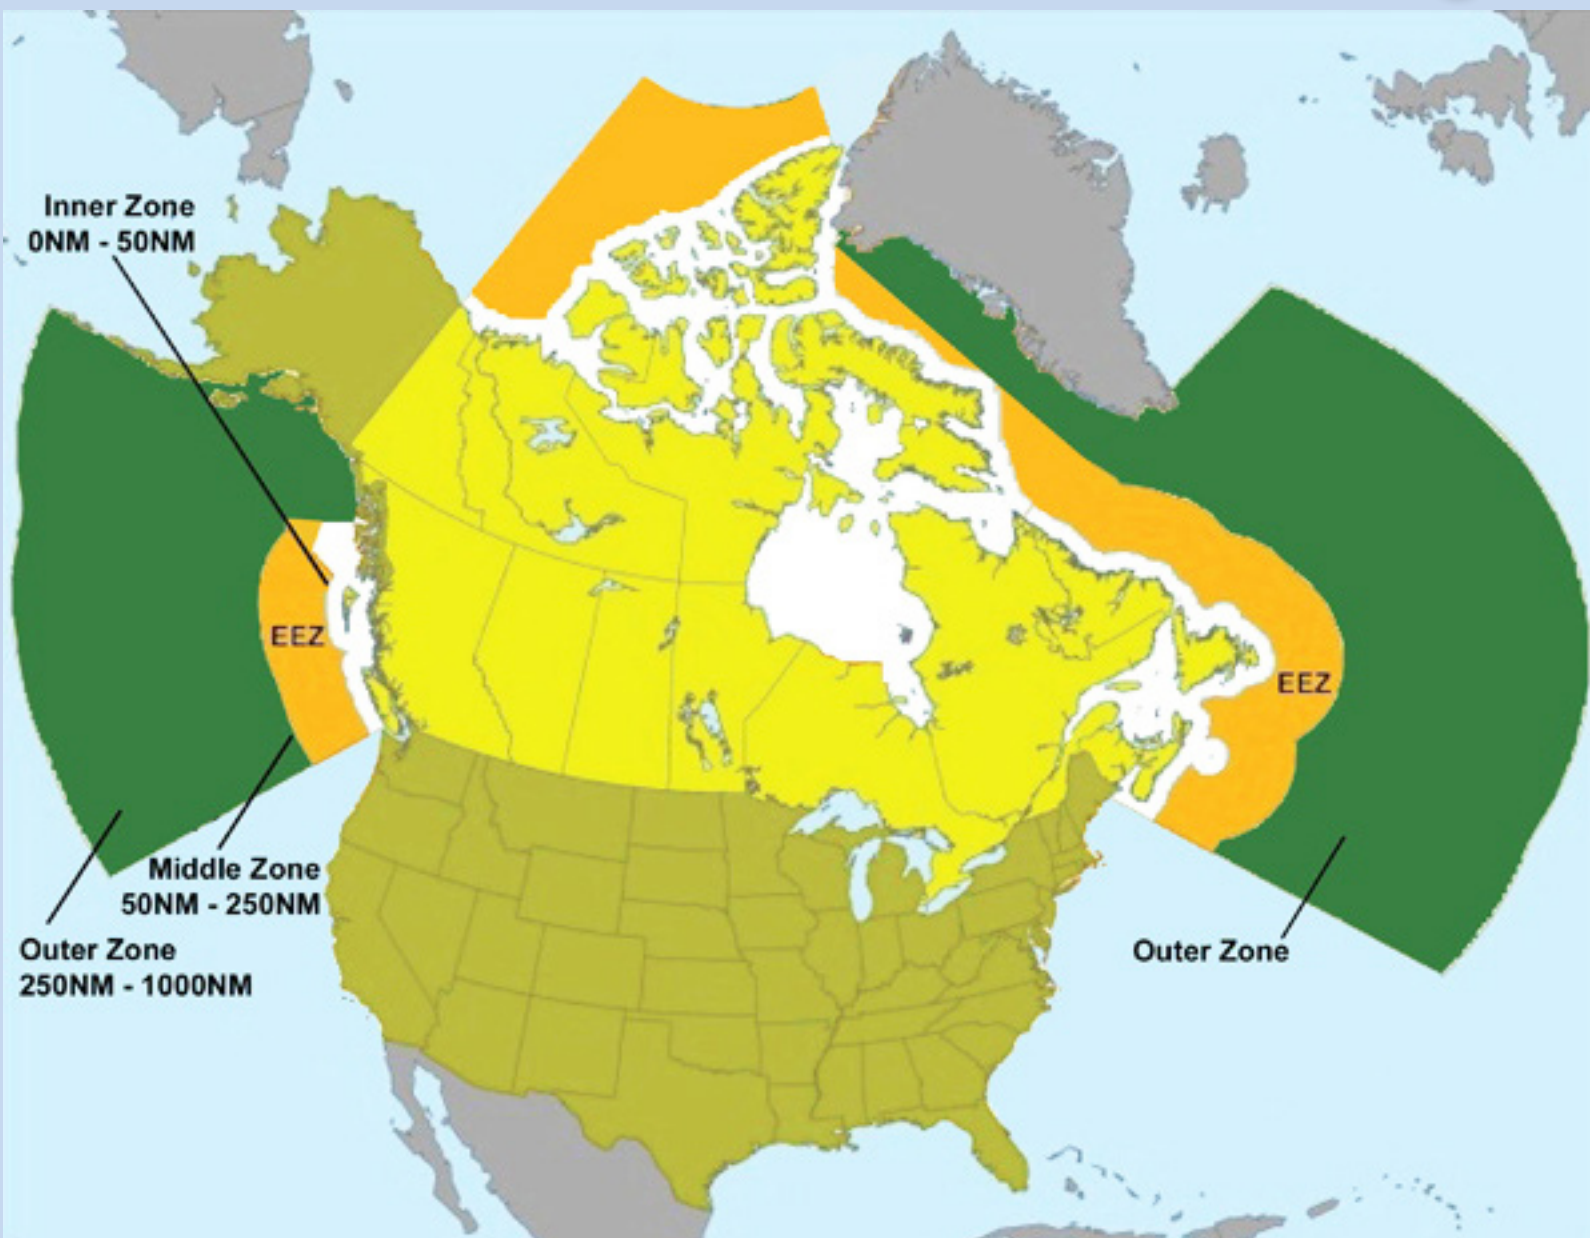 Inner Zone
0NM - 50NM
EEZ
EEZ
Middle Zone
50NM - 250NM
Outer Zone
250NM - 1000NM
Outer Zone